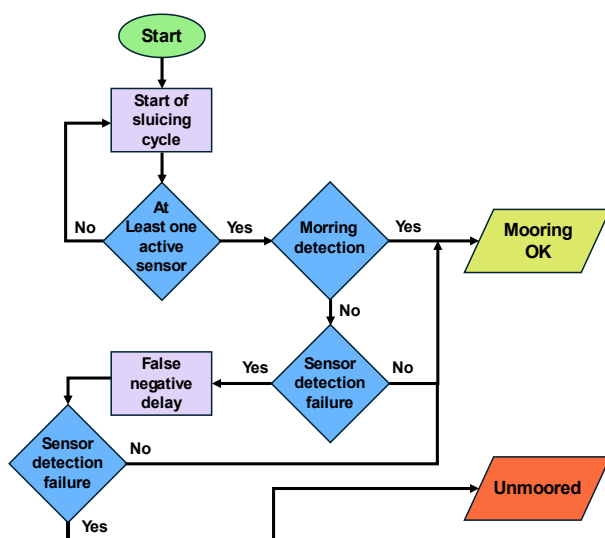 Start
Start of
sluicing
cycle
At
Least one
active
sensor
No
Yes
Morring
detection
Yes
Mooring
OK
No
False
negative
delay
Yes
Sensor
detection
failure
No
Sensor
detection
failure
No
Unmoored
Yes